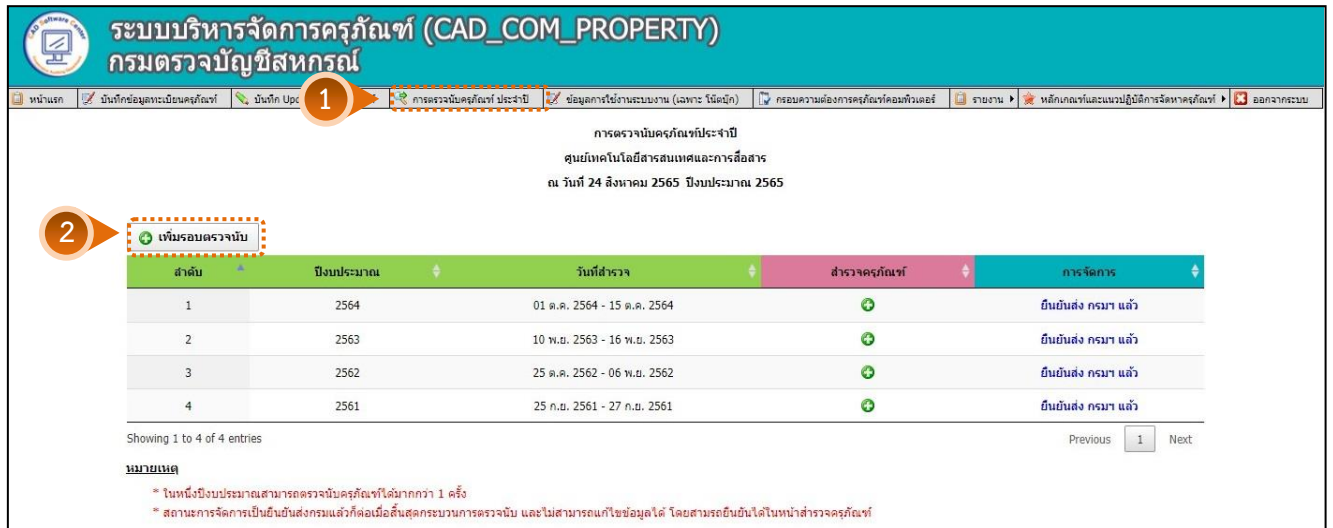 ระบบบริหารจัดการครุภัณฑ์ (CAD_COM_PROPERTY)
กรมตรวจบัญชีสหกรณ์
หน้าแรก บันทึกข้อมูลทะเบียนครุภัณฑ์ บันทึก Upd 1 การตรวจนับครุภัณฑ์ ประจำปี ข้อมูลการใช้งานระบบงาน (เฉพาะ โน้ตบุ๊ก) กรอบความต้องการครุภัณฑ์คอมพิวเตอร์ รายงาน หลักเกณฑ์และแนวปฏิบัติการจัดหาครุภัณฑ์ ออกจากระบบ
การตรวจนับครุภัณฑ์ประจำปี
ศูนย์เทคโนโลยีสารสนเทศและการสื่อสาร
ณ วันที่ 24 สิงหาคม 2565 ปีงบประมาณ 2565
2 เพิ่มรอบตรวจนับ
ลำดับ ปีงบประมาณ วันที่สำรวจ สำรวจครุภัณฑ์ การจัดการ
1 2564 01 ต.ค. 2564 - 15 ต.ค. 2564 ยืนยันส่ง กรมฯ แล้ว
2 2563 10 พ.ย. 2563 - 16 พ.ย. 2563 ยืนยันส่ง กรมฯ แล้ว
3 2562 25 ต.ค. 2562 - 06 พ.ย. 2562 ยืนยันส่ง กรมฯ แล้ว
4 2561 25 ก.ย. 2561 - 27 ก.ย. 2561 ยืนยันส่ง กรมฯ แล้ว
Showing 1 to 4 of 4 entries Previous 1 Next
หมายเหตุ
* ในหนึ่งปีงบประมาณสามารถตรวจนับครุภัณฑ์ได้มากกว่า 1 ครั้ง
* สถานะการจัดการเป็นยืนยันส่งกรมแล้วก็ต่อเมื่อสิ้นสุดกระบวนการตรวจนับ และไม่สามารถแก้ไขข้อมูลได้ โดยสามรถยืนยันได้ในหน้าสำรวจครุภัณฑ์